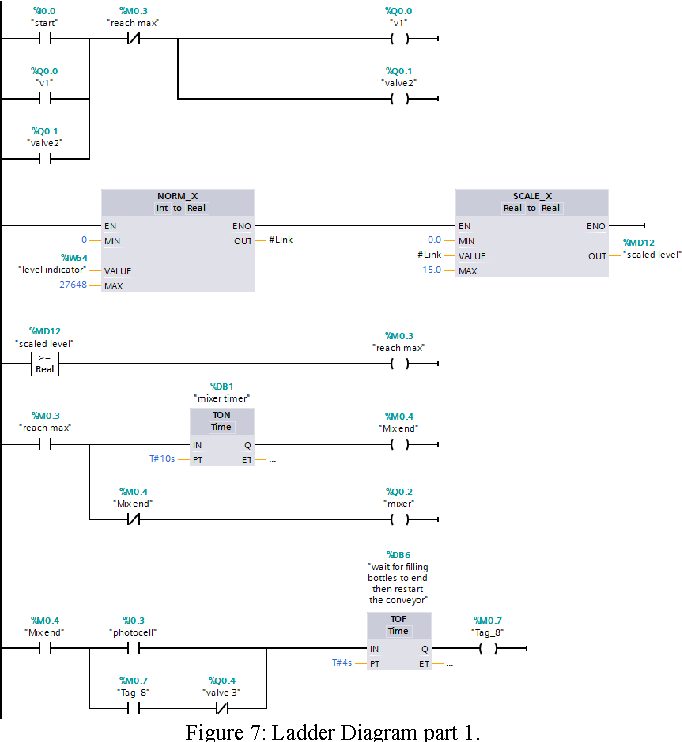 %I0.0 %M0.3 %Q0.0
"start" "reach max" "v1"
%Q0.0 %Q0.1
"v1" "valve2"
%Q0.1
"valve2"
NORM_X SCALE_X
Int to Real Real to Real
EN ENO EN ENO
0 MIN OUT #Link 0.0 MIN %MD12
%IW64 #Link VALUE OUT "scaled level"
"level indicator" VALUE 15.0 MAX
27648 MAX
%MD12 %M0.3
"scaled level" "reach max"
>=
Real
%DB1
"mixer timer"
%M0.3 TON %M0.4
"reach max" Time "Mix end"
IN Q
T#10s PT ET ...
%M0.4 %Q0.2
"Mix end" "mixer"
%DB6
"wait for filling
bottles to end
then restart
the conveyor"
%M0.4 %I0.3 TOF %M0.7
"Mix end" "photocell" Time "Tag_8"
IN Q
T#4s PT ET ...
%M0.7 %Q0.4
"Tag_8" "valve 3"
Figure 7: Ladder Diagram part 1.